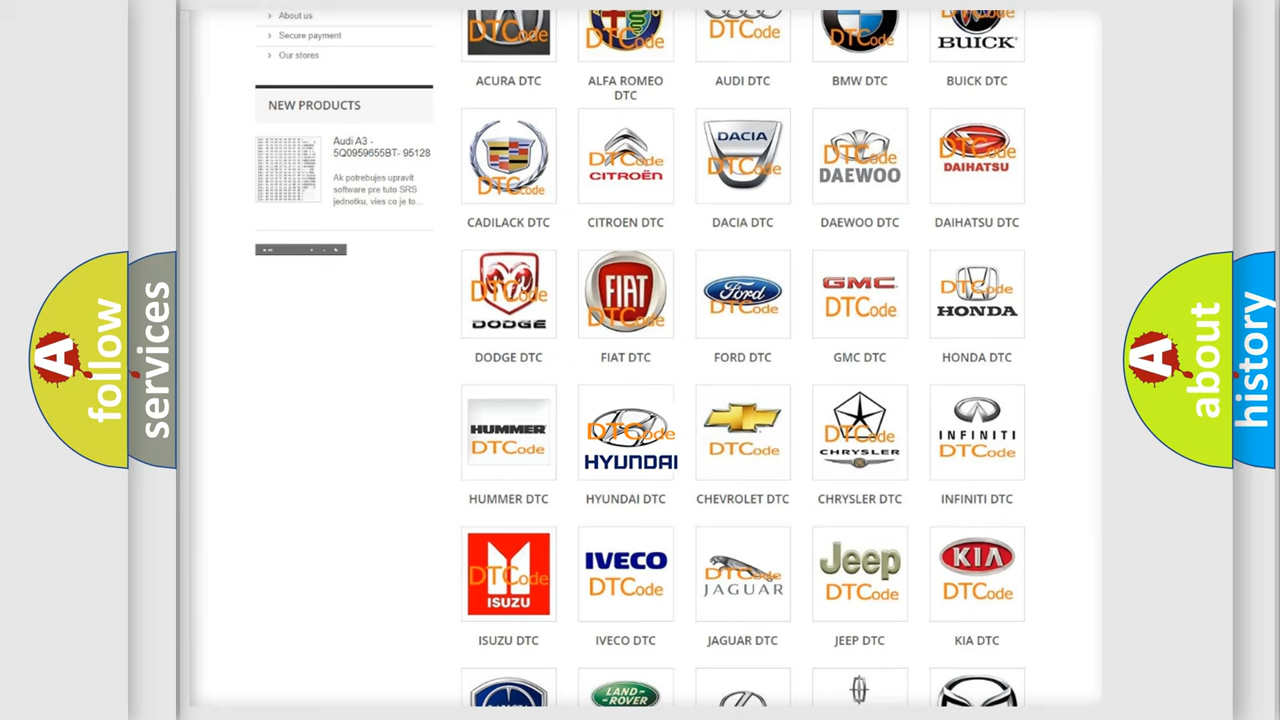 About us
Secure payment
Our stores
NEW PRODUCTS
Audi A3 -
5Q0959655BT- 95128
Ak potrebujes upravit
software pre tuto SRS
jednotku, vies co je to...
DTCode
DTCode
DTCode
DTCode
BUICK
ACURA DTC
ALFA ROMEO
DTC
AUDI DTC
BMW DTC
BUICK DTC
DTCode
DTCode
CITROËN
DACIA
DTCode
DTCode
DAEWOO
DTCode
DAIHATSU
CADILACK DTC
CITROEN DTC
DACIA DTC
DAEWOO DTC
DAIHATSU DTC
DTCode
DODGE
FIAT
DTCode
Ford
DTCode
GMC
DTCode
DTCode
HONDA
DODGE DTC
FIAT DTC
FORD DTC
GMC DTC
HONDA DTC
HUMMER
DTCode
DTCode
HYUNDAI
DTCode
DTCode
CHRYSLER
INFINITI
DTCode
HUMMER DTC
HYUNDAI DTC
CHEVROLET DTC
CHRYSLER DTC
INFINITI DTC
DTCode
ISUZU
IVECO
DTCode
DTCode
JAGUAR
Jeep
DTCode
KIA
DTCode
ISUZU DTC
IVECO DTC
JAGUAR DTC
JEEP DTC
KIA DTC
LAND-
ROVER
A
follow
services
A
about
history